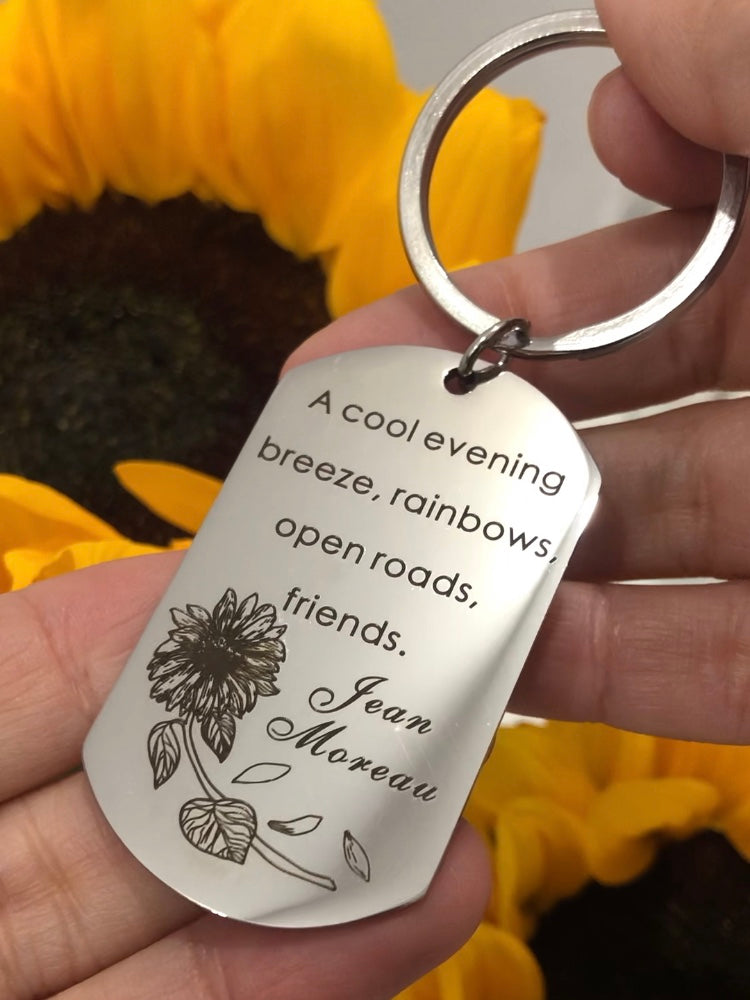 A cool evening
breeze, rainbows,
open roads,
friends.
Jean
Moreau